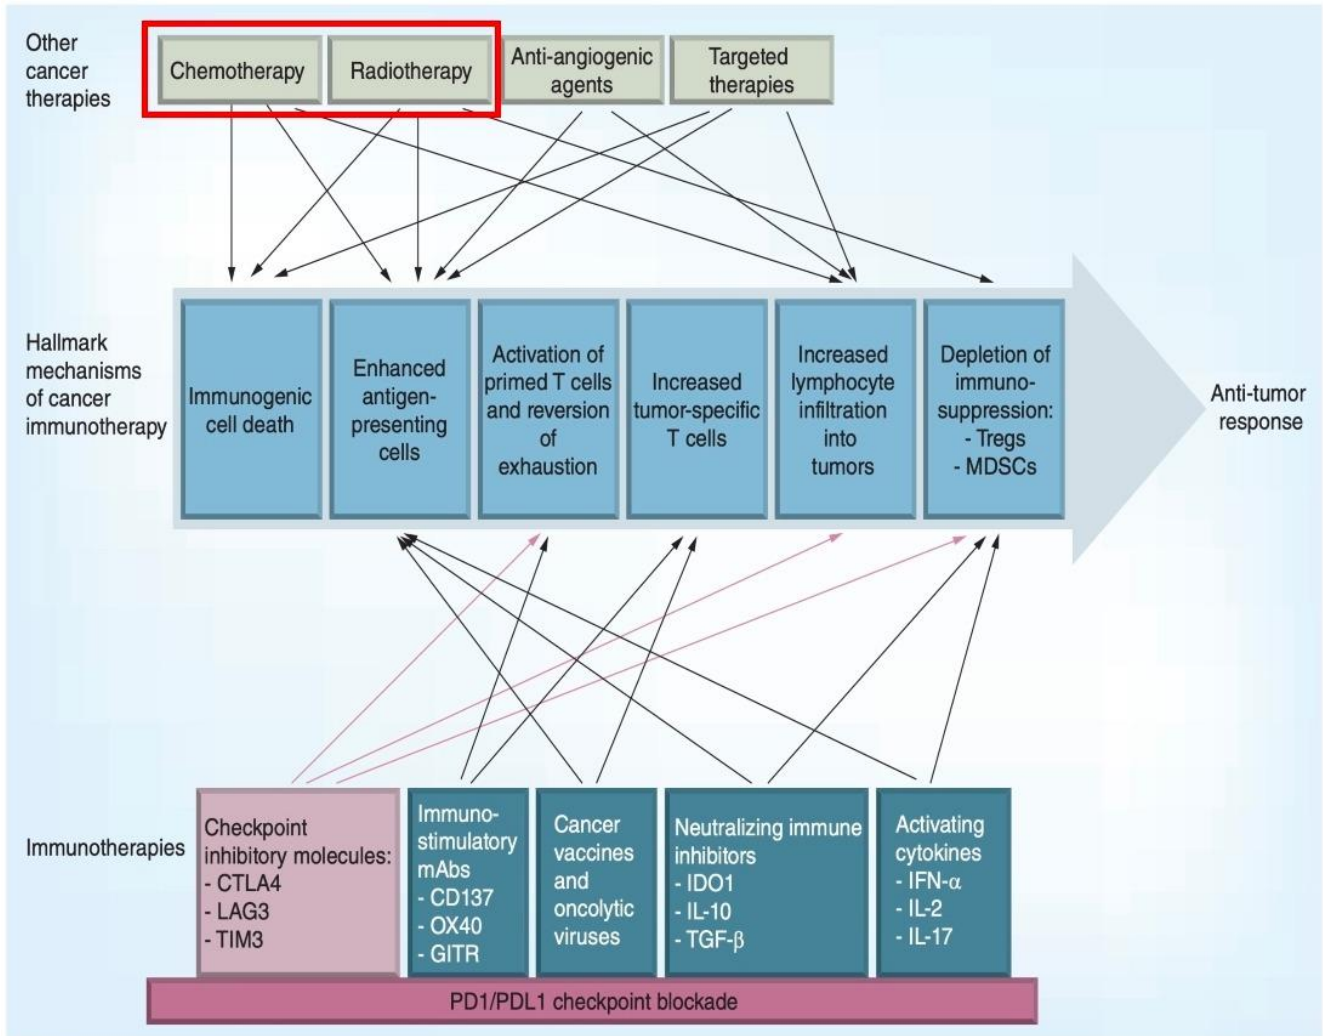 Other
cancer
therapies
Chemotherapy
Radiotherapy
Anti-angiogenic
agents
Targeted
therapies
Hallmark
mechanisms
of cancer
immunotherapy
Immunogenic
cell death
Enhanced
antigen-
presenting
cells
Activation of
primed T cells
and reversion
of
exhaustion
Increased
tumor-specific
T cells
Increased
lymphocyte
infiltration
into
tumors
Depletion of
immuno-
suppression:
- Tregs
- MDSCs
Anti-tumor
response
Immunotherapies
Checkpoint
inhibitory molecules:
- CTLA4
- LAG3
- TIM3
Immuno-
stimulatory
mAbs
- CD137
- OX40
- GITR
Cancer
vaccines
and
oncolytic
viruses
Neutralizing immune
inhibitors
- IDO1
- IL-10
- TGF-β
Activating
cytokines
- IFN-α
- IL-2
- IL-17
PD1/PDL1 checkpoint blockade